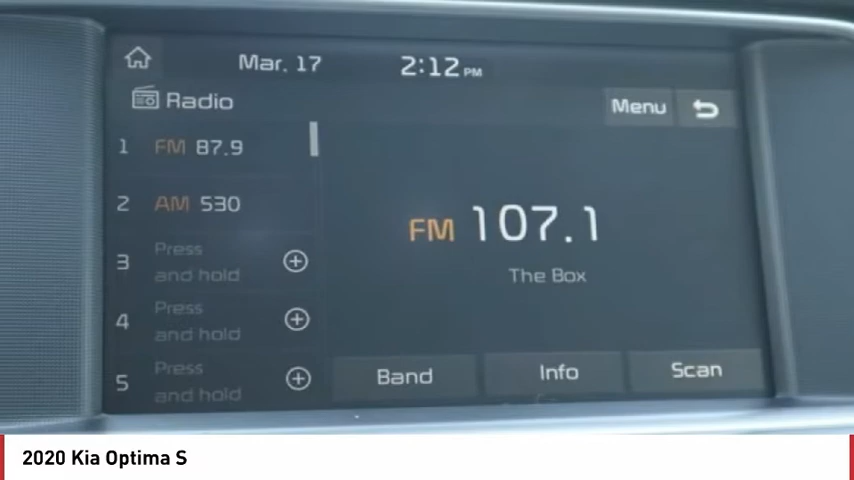 Mar. 17
2:12 PM
Radio
Menu
1 FM 87.9
2 AM 530
3 Press and hold
4 Press and hold
5 Press and hold
FM 107.1
The Box
Band
Info
Scan
2020 Kia Optima S